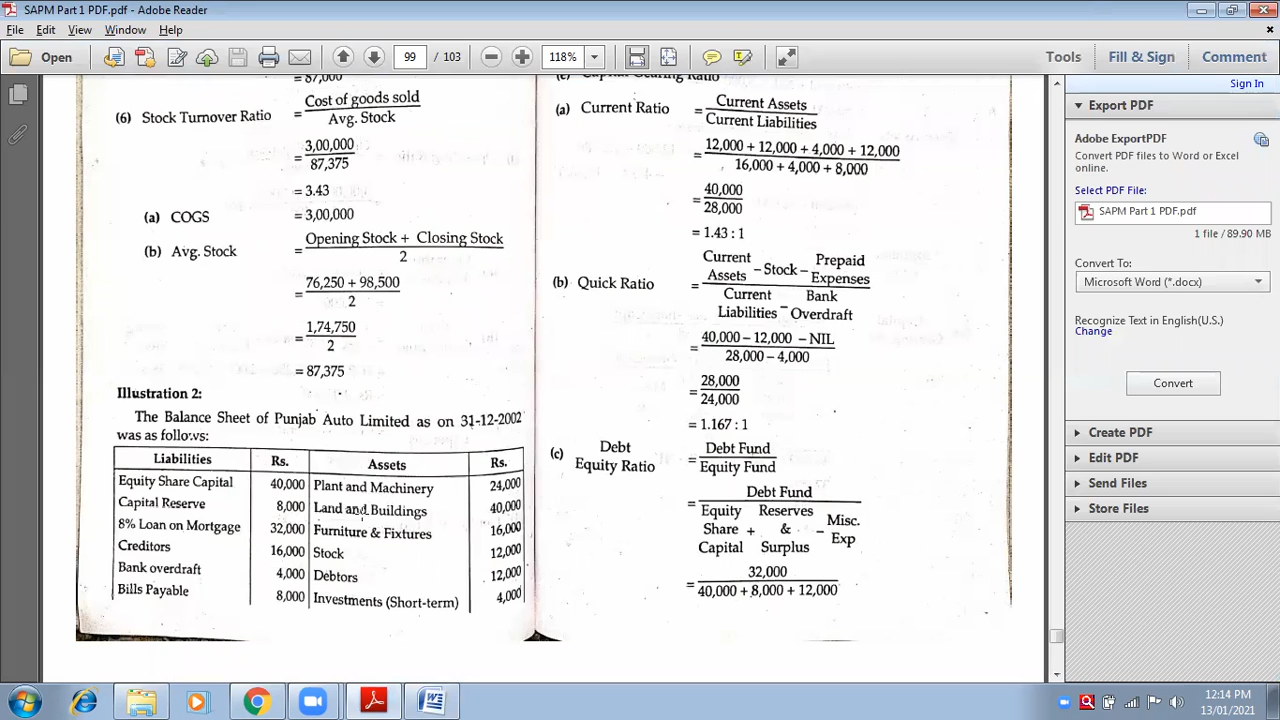 SAPM Part 1 PDF.pdf - Adobe Reader
File Edit View Window Help
Open 99 / 103 118% Tools Fill & Sign Comment
= 87,000
(6) Stock Turnover Ratio = Cost of goods sold
Avg. Stock
= 3,00,000
87,375
= 3.43
(a) COGS = 3,00,000
(b) Avg. Stock = Opening Stock + Closing Stock
2
= 76,250 + 98,500
2
= 1,74,750
2
= 87,375
Illustration 2:
The Balance Sheet of Punjab Auto Limited as on 31-12-2002
was as follows:
Liabilities Rs. Assets Rs.
Equity Share Capital 40,000 Plant and Machinery 24,000
Capital Reserve 8,000 Land and Buildings 40,000
8% Loan on Mortgage 32,000 Furniture & Fixtures 16,000
Creditors 16,000 Stock 12,000
Bank overdraft 4,000 Debtors 12,000
Bills Payable 8,000 Investments (Short-term) 4,000
Capital Gearing Ratio
(a) Current Ratio = Current Assets
Current Liabilities
= 12,000 + 12,000 + 4,000 + 12,000
16,000 + 4,000 + 8,000
= 40,000
28,000
= 1.43 : 1
(b) Quick Ratio = Current Assets - Stock - Prepaid Expenses
Current Liabilities - Bank Overdraft
= 40,000 - 12,000 - NIL
28,000 - 4,000
= 28,000
24,000
= 1.167 : 1
(c) Debt Equity Ratio = Debt Fund
Equity Fund
= Debt Fund
Equity Share Capital + Reserves & Surplus - Misc. Exp
= 32,000
40,000 + 8,000 + 12,000
Sign In
Export PDF
Adobe ExportPDF
Convert PDF files to Word or Excel
online.
Select PDF File:
SAPM Part 1 PDF.pdf
1 file / 89.90 MB
Convert To:
Microsoft Word (*.docx)
Recognize Text in English(U.S.)
Change
Convert
Create PDF
Edit PDF
Send Files
Store Files
12:14 PM
13/01/2021